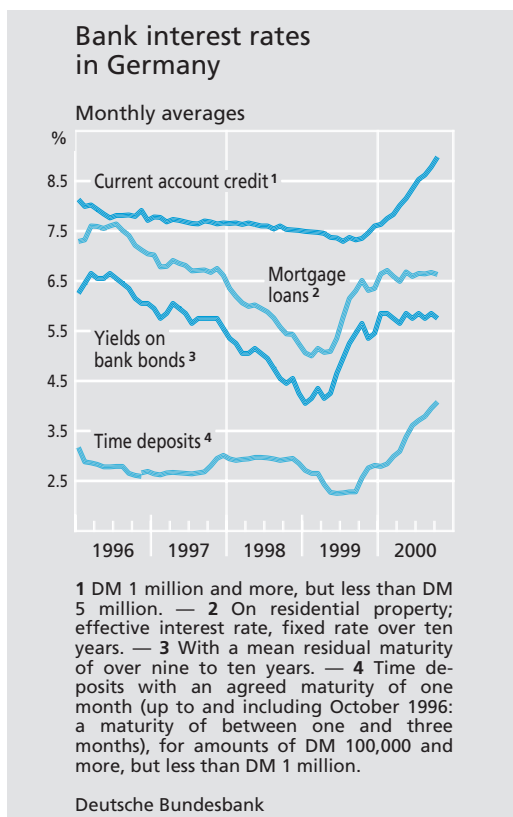 Bank interest rates
in Germany
Monthly averages
%
8.5
Current account credit 1
7.5
6.5
Mortgage
loans 2
5.5
Yields on
bank bonds 3
4.5
3.5
Time deposits 4
2.5
1996 1997 1998 1999 2000
1 DM 1 million and more, but less than DM
5 million. — 2 On residential property;
effective interest rate, fixed rate over ten
years. — 3 With a mean residual maturity
of over nine to ten years. — 4 Time de-
posits with an agreed maturity of one
month (up to and including October 1996:
a maturity of between one and three
months), for amounts of DM 100,000 and
more, but less than DM 1 million.
Deutsche Bundesbank